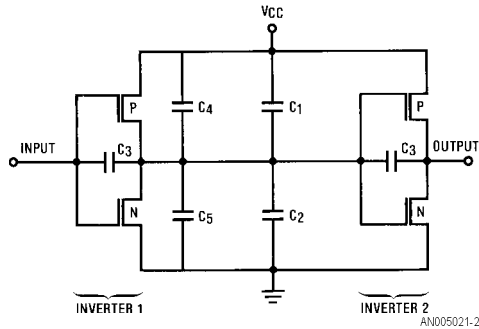 VCC
P
C4
C1
P
INPUT
C3
C3
OUTPUT
N
C5
C2
N
INVERTER 1
INVERTER 2
AN005021-2